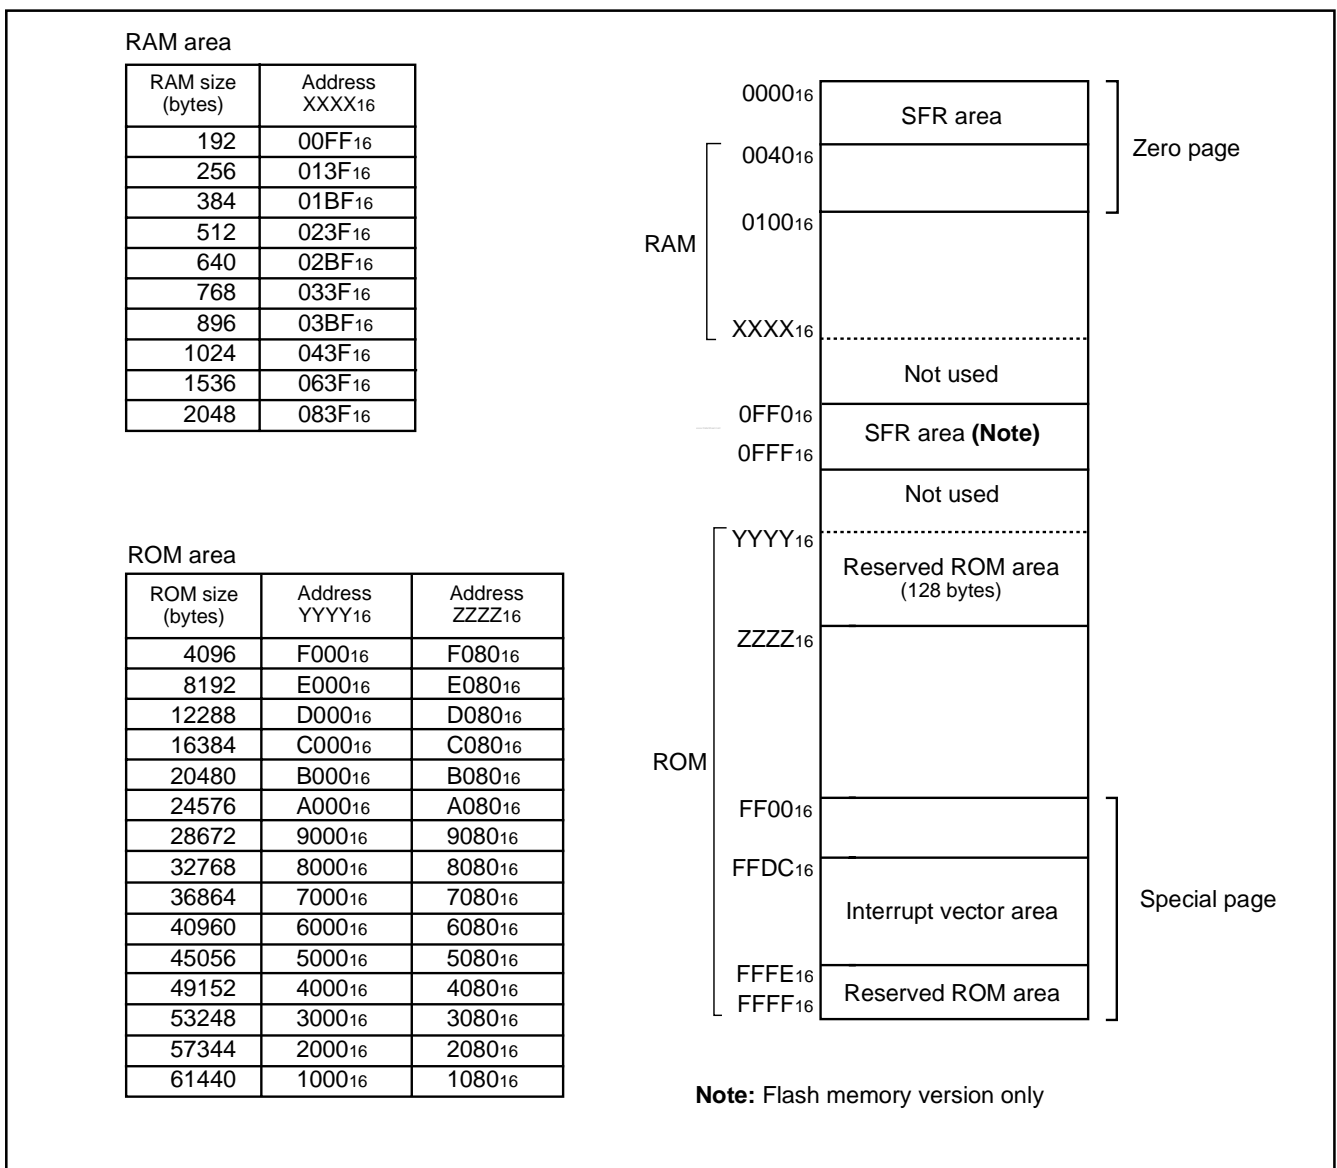 RAM area
RAM size (bytes) Address XXXX16
192 00FF16
256 013F16
384 01BF16
512 023F16
640 02BF16
768 033F16
896 03BF16
1024 043F16
1536 063F16
2048 083F16
ROM area
ROM size (bytes) Address YYYY16 Address ZZZZ16
4096 F00016 F08016
8192 E00016 E08016
12288 D00016 D08016
16384 C00016 C08016
20480 B00016 B08016
24576 A00016 A08016
28672 900016 908016
32768 800016 808016
36864 700016 708016
40960 600016 608016
45056 500016 508016
49152 400016 408016
53248 300016 308016
57344 200016 208016
61440 100016 108016
000016
SFR area
Zero page
004016
010016
RAM
XXXX16
Not used
0FF016
SFR area (Note)
0FFF16
Not used
YYYY16
Reserved ROM area
(128 bytes)
ZZZZ16
ROM
FF0016
FFDC16
Interrupt vector area
Special page
FFFE16
Reserved ROM area
FFFF16
Note: Flash memory version only